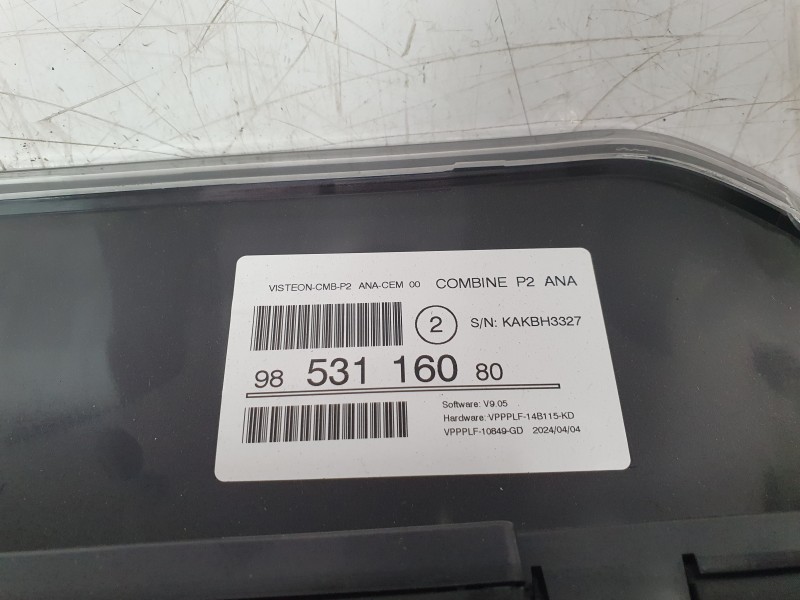 VISTEON-CMB-P2 ANA-CEM 00 COMBINE P2 ANA
2 S/N: KAKBH3327
98 531 160 80
Software: V9.05
Hardware: VPPPLF-14B115-KD
VPPPLF-10849-GD 2024/04/04